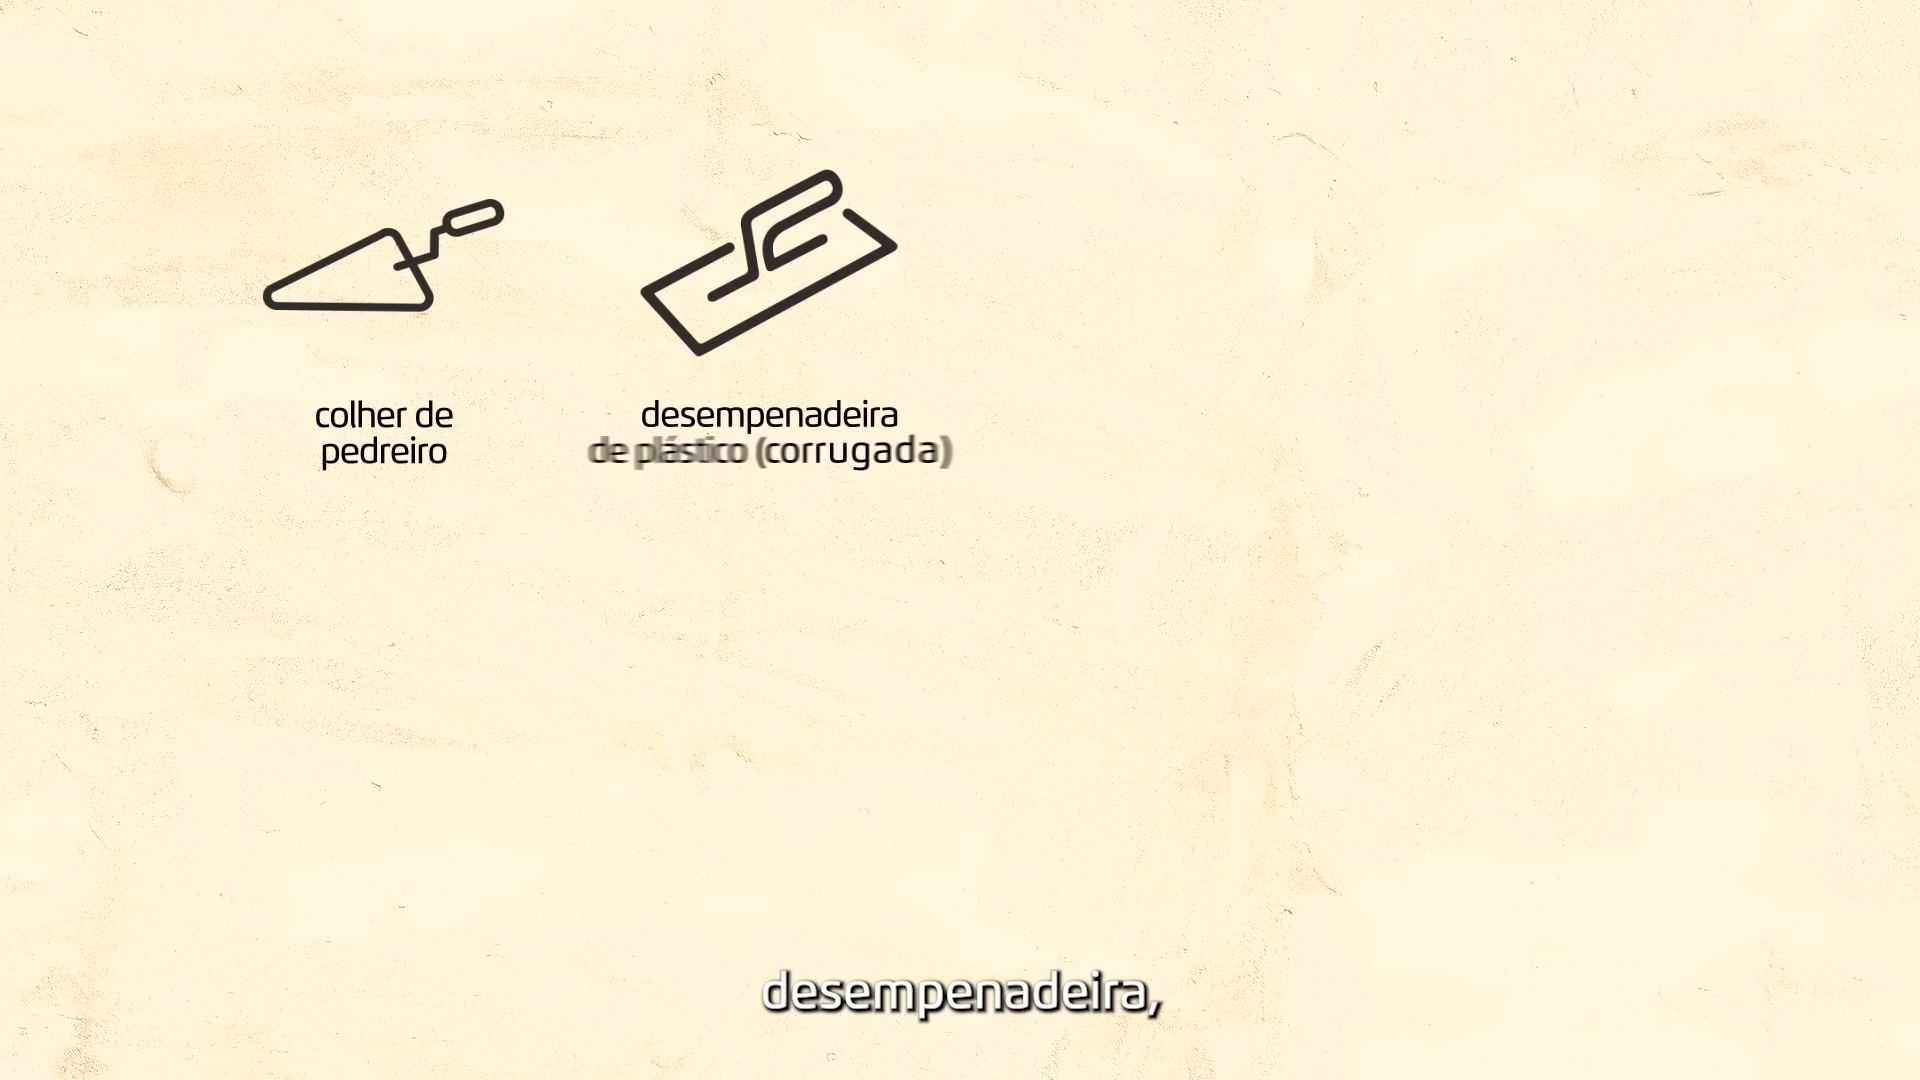 colher de
pedreiro
desempenadeira
de plástico (corrugada)
desempenadeira,